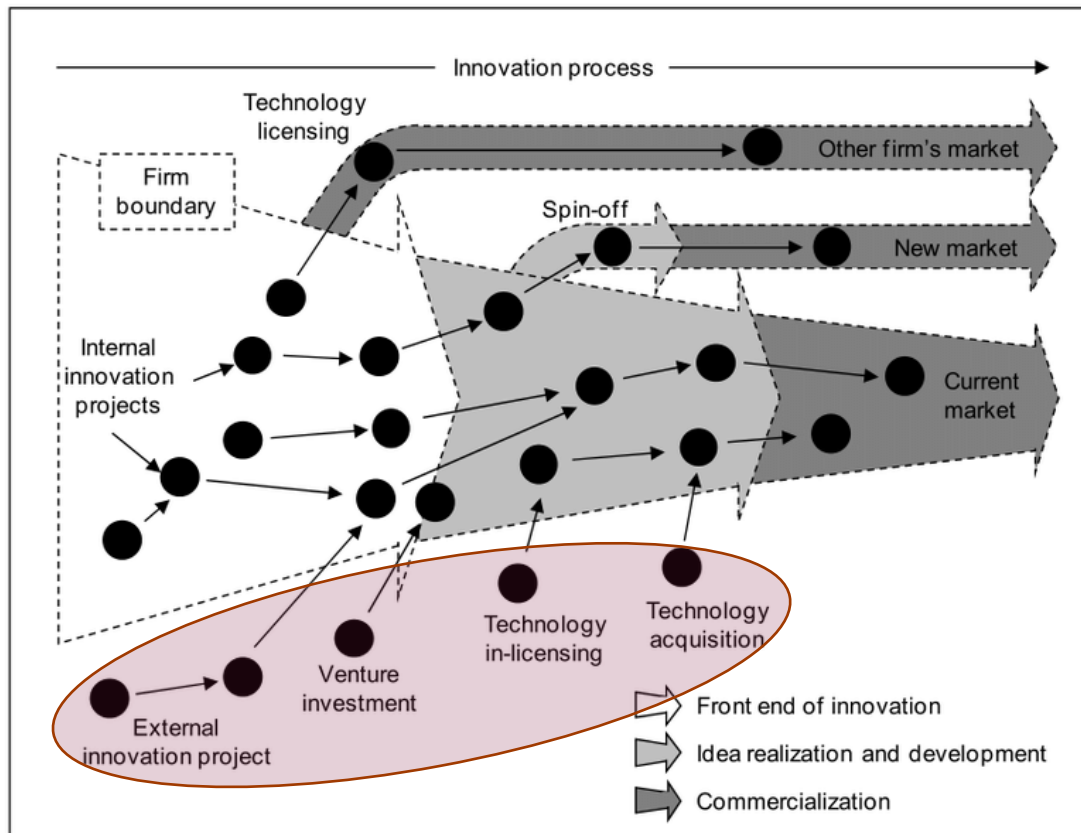 Innovation process
Technology
licensing
Other firm's market
Firm
boundary
Spin-off
New market
Internal
innovation
projects
Current
market
Technology
in-licensing
Technology
acquisition
Venture
investment
External
innovation project
Front end of innovation
Idea realization and development
Commercialization